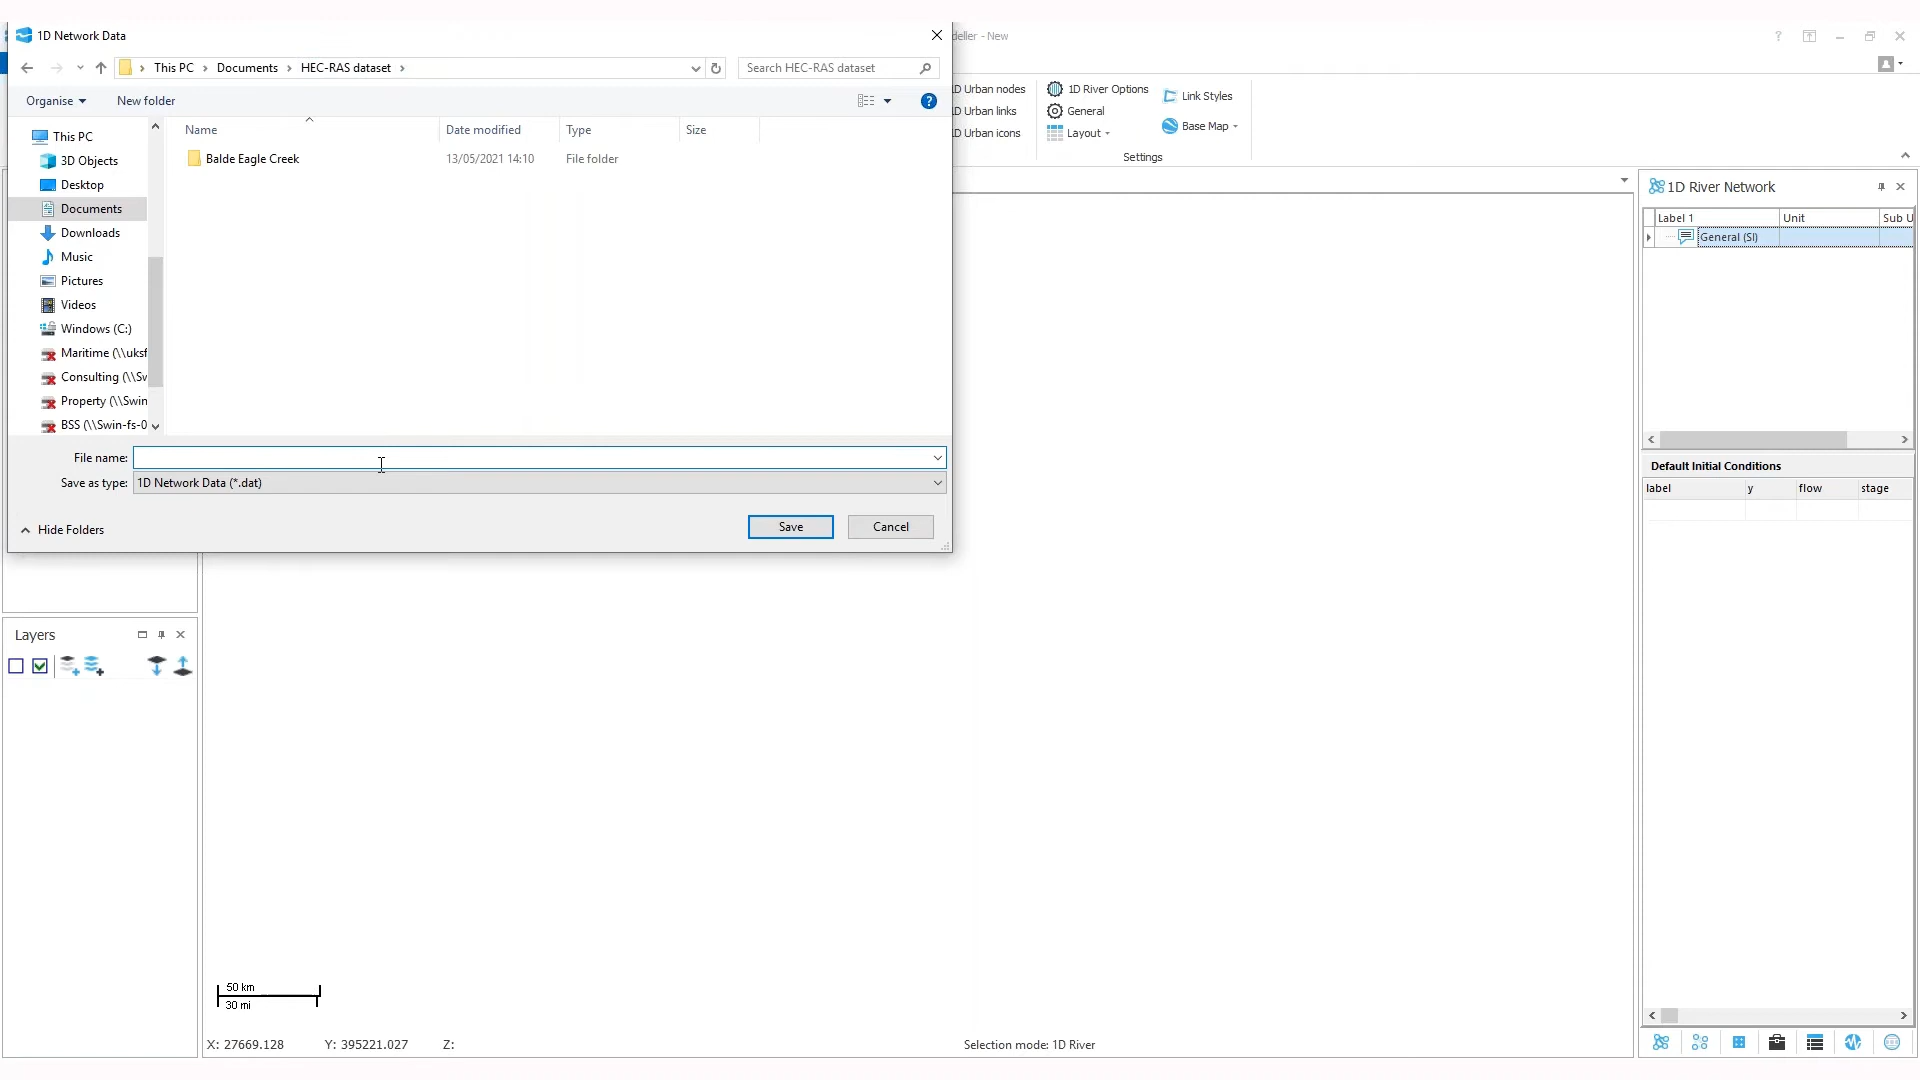 1D Network Data
deller - New
This PC
Documents
HEC-RAS dataset
Search HEC-RAS dataset
Organise
New folder
Name
Date modified
Type
Size
Balde Eagle Creek
13/05/2021 14:10
File folder
This PC
3D Objects
Desktop
Documents
Downloads
Music
Pictures
Videos
Windows (C:)
Maritime (\\uksf
Consulting (\\Sv
Property (\\Swin
BSS (\\Swin-fs-0
File name:
Save as type:
1D Network Data (*.dat)
Hide Folders
Save
Cancel
1D Urban nodes
1D Urban links
1D Urban icons
1D River Options
General
Layout
Link Styles
Base Map
Settings
1D River Network
Label 1
Unit
Sub U
General (SI)
Default Initial Conditions
label
y
flow
stage
Layers
50 km
30 mi
X: 27669.128
Y: 395221.027
Z:
Selection mode: 1D River